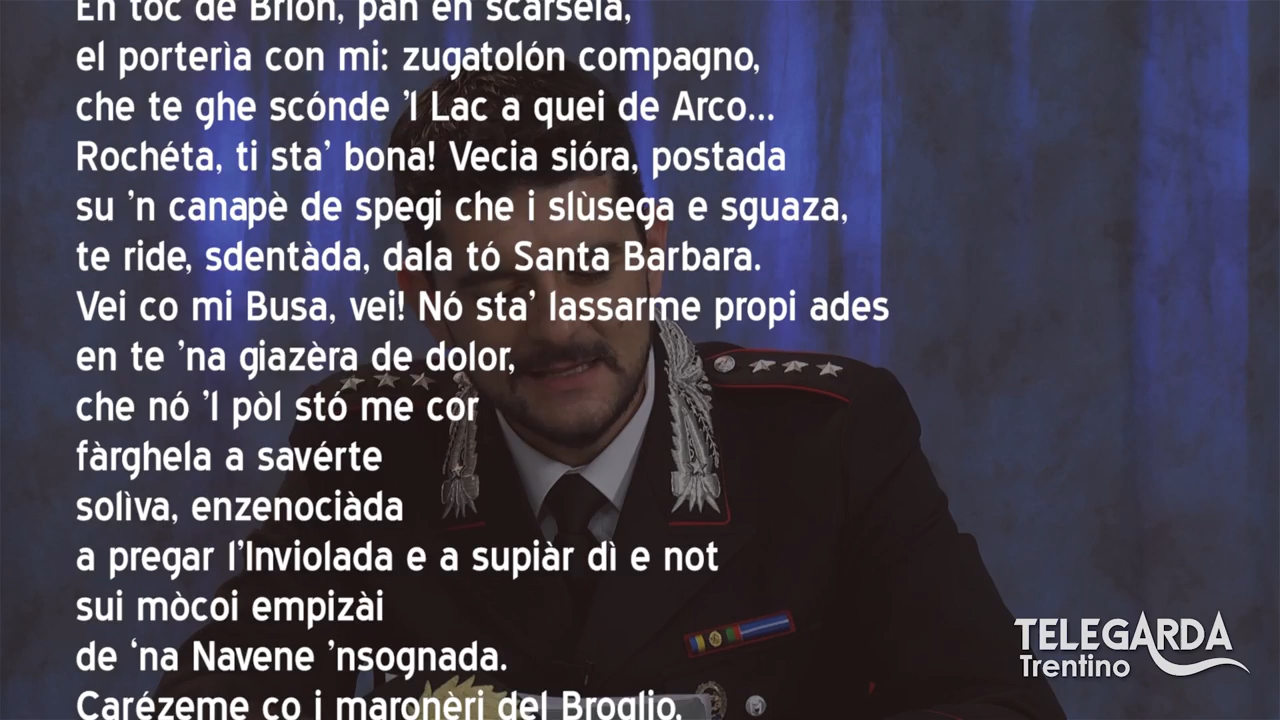 En tòc de Brion, pan en scarsèla,
el porterìa con mi: zugatolón compagno,
che te ghe scónde ’l Lac a quei de Arco...
Rochéta, ti sta’ bona! Vecia sióra, postada
su ’n canapè de spegi che i slùsega e sguaza,
te ride, sdentàda, dala tó Santa Barbara.
Vei co mi Busa, vei! Nó sta’ lassarme propi ades
en te ’na giazèra de dolor,
che nó ’l pòl stó me cor
fàrghela a savérte
solìva, enzenociàda
a pregar l’Inviolada e a supiàr dì e not
sui mòcoi empizài
de ‘na Navene ’nsognada.
Carézeme co i maronèri del Broglio,
TELEGARDA
Trentino